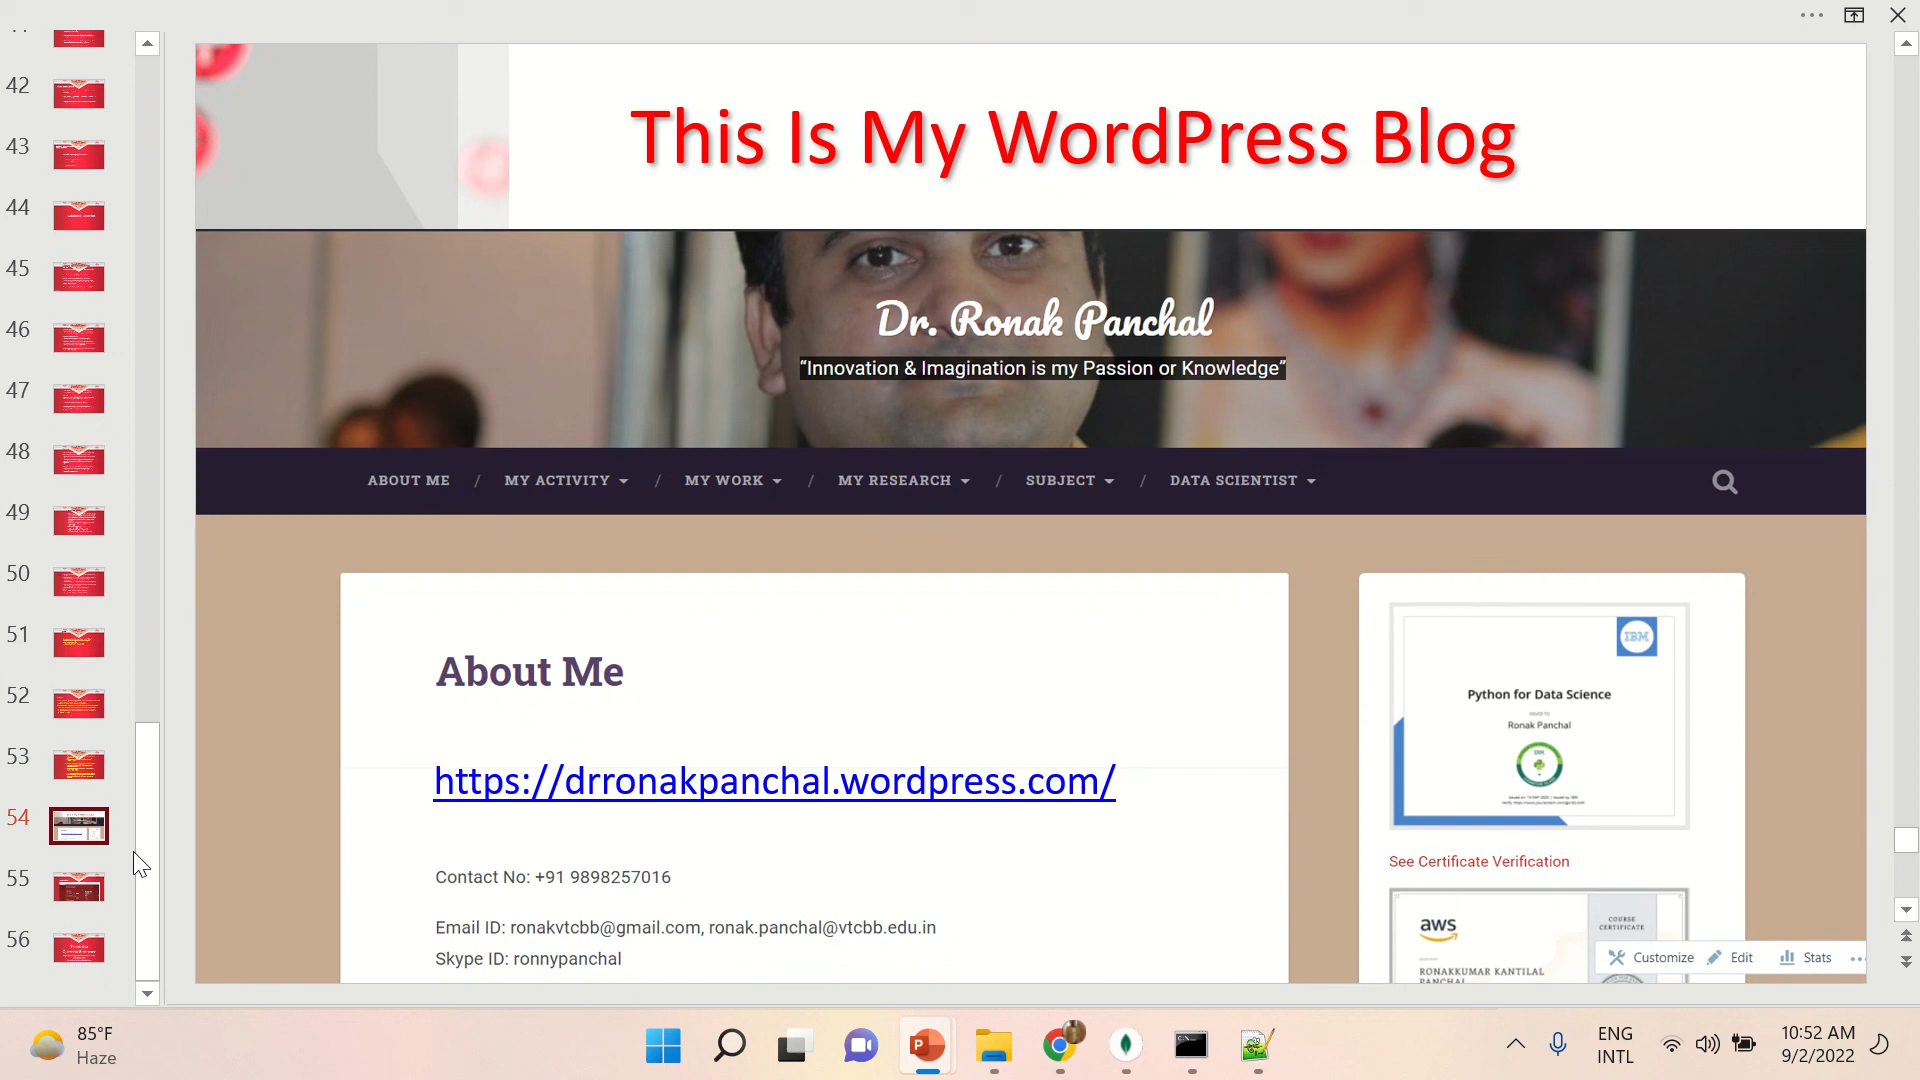 42
43
44
45
46
47
48
49
50
51
52
53
54
55
56
This Is My WordPress Blog
Dr. Ronak Panchal
“Innovation & Imagination is my Passion or Knowledge”
ABOUT ME / MY ACTIVITY / MY WORK / MY RESEARCH / SUBJECT / DATA SCIENTIST
About Me
https://drronakpanchal.wordpress.com/
Contact No: +91 9898257016
Email ID: ronakvtcbb@gmail.com, ronak.panchal@vtcbb.edu.in
Skype ID: ronnypanchal
IBM
Python for Data Science
Ronak Panchal
See Certificate Verification
aws
COURSE
CERTIFICATE
RONAKKUMAR KANTILAL
PANCHAL
Customize Edit Stats
85°F
Haze
ENG
INTL
10:52 AM
9/2/2022